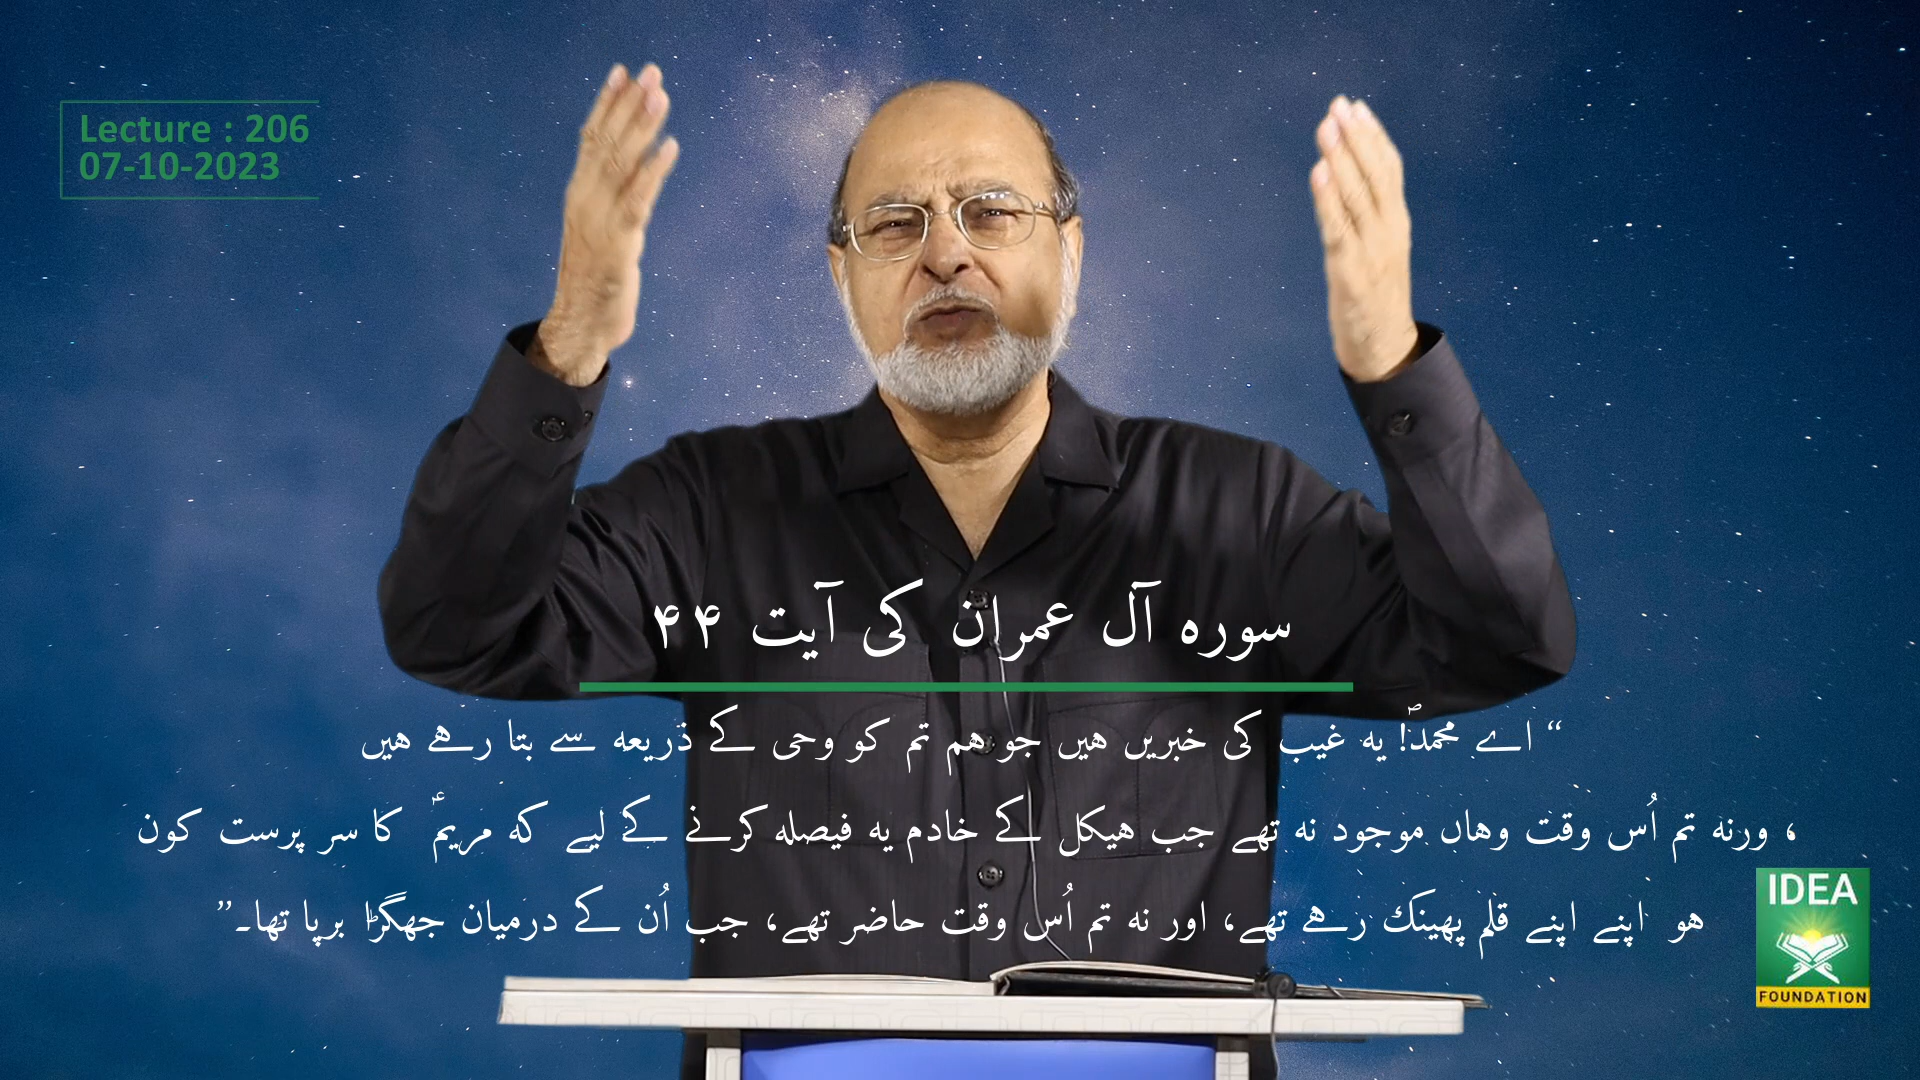 Lecture : 206
07-10-2023
سورہ آل عمران کی آیت ۴۴
“ اے محمدؐ! یہ غیب کی خبریں ہیں جو ہم تم کو وحی کے ذریعہ سے بتا رہے ہیں
، ورنہ تم اُس وقت وہاں موجود نہ تھے جب ہیکل کے خادم یہ فیصلہ کرنے کے لیے کہ مریمؑ کا سر پرست کون
ہو اپنے اپنے قلم پھینک رہے تھے، اور نہ تم اُس وقت حاضر تھے، جب اُن کے درمیان جھگڑا برپا تھا۔”
IDEA
FOUNDATION